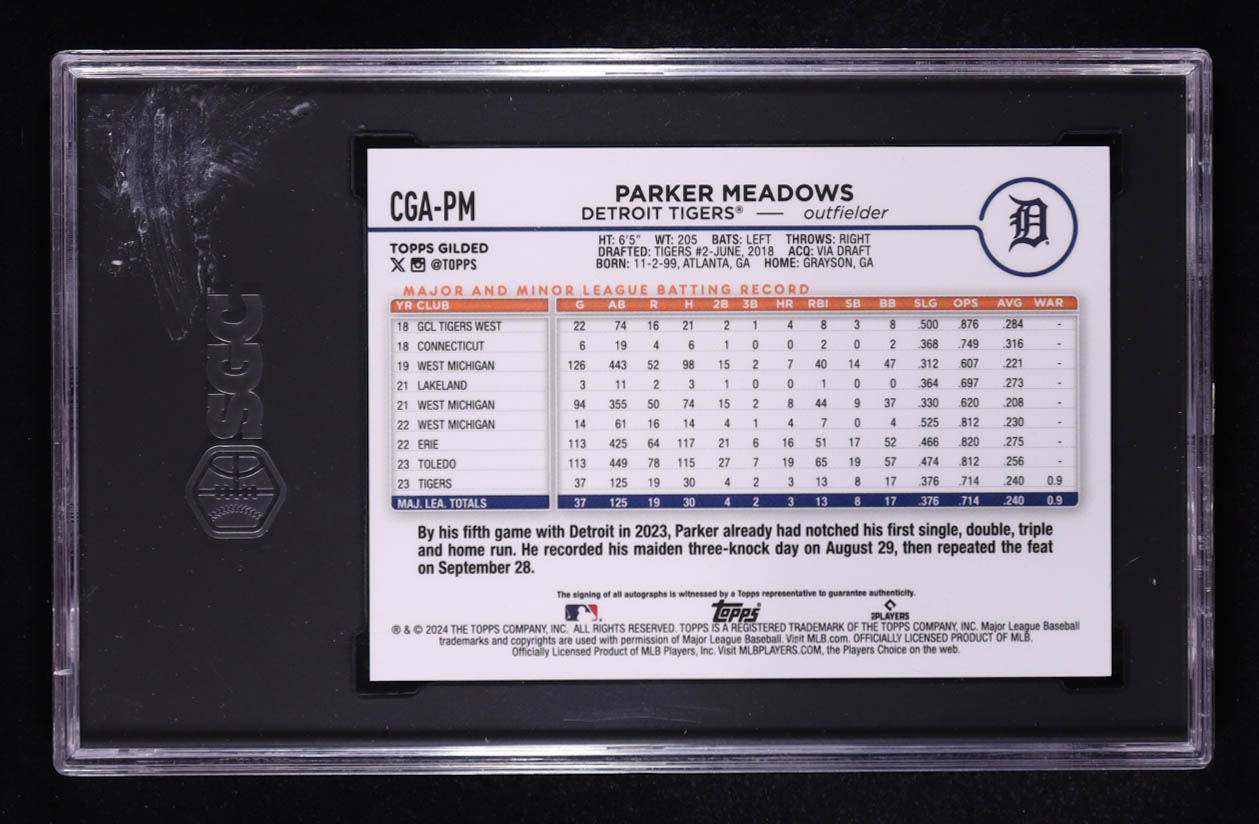 CGA-PM
PARKER MEADOWS
DETROIT TIGERS® — outfielder
D
TOPPS GILDED
X @TOPPS
HT: 6'5" WT: 205 BATS: LEFT THROWS: RIGHT
DRAFTED: TIGERS #2-JUNE, 2018 ACQ: VIA DRAFT
BORN: 11-2-99, ATLANTA, GA HOME: GRAYSON, GA
MAJOR AND MINOR LEAGUE BATTING RECORD
YR CLUB G AB R H 2B 3B HR RBI SB BB SLG OPS AVG WAR
18 GCL TIGERS WEST 22 74 16 21 2 1 4 8 3 8 .500 .876 .284 -
18 CONNECTICUT 6 19 4 6 1 0 0 2 0 2 .368 .749 .316 -
19 WEST MICHIGAN 126 443 52 98 15 2 7 40 14 47 .312 .607 .221 -
21 LAKELAND 3 11 2 3 1 0 0 1 0 0 .364 .697 .273 -
21 WEST MICHIGAN 94 355 50 74 15 2 8 44 9 37 .330 .620 .208 -
22 WEST MICHIGAN 14 61 16 14 4 1 4 7 0 4 .525 .812 .230 -
22 ERIE 113 425 64 117 21 6 16 51 17 52 .466 .820 .275 -
23 TOLEDO 113 449 78 115 27 7 19 65 19 57 .474 .812 .256 -
23 TIGERS 37 125 19 30 4 2 3 13 8 17 .376 .714 .240 0.9
MAJ. LEA. TOTALS 37 125 19 30 4 2 3 13 8 17 .376 .714 .240 0.9
By his fifth game with Detroit in 2023, Parker already had notched his first single, double, triple
and home run. He recorded his maiden three-knock day on August 29, then repeated the feat
on September 28.
The signing of all autographs is witnessed by a Topps representative to guarantee authenticity.
Topps PLAYERS
® & © 2024 THE TOPPS COMPANY, INC. ALL RIGHTS RESERVED. TOPPS IS A REGISTERED TRADEMARK OF THE TOPPS COMPANY, INC. Major League Baseball
trademarks and copyrights are used with permission of Major League Baseball. Visit MLB.com. OFFICIALLY LICENSED PRODUCT OF MLB.
Officially Licensed Product of MLB Players, Inc. Visit MLBPLAYERS.COM, the Players Choice on the web.
SGC